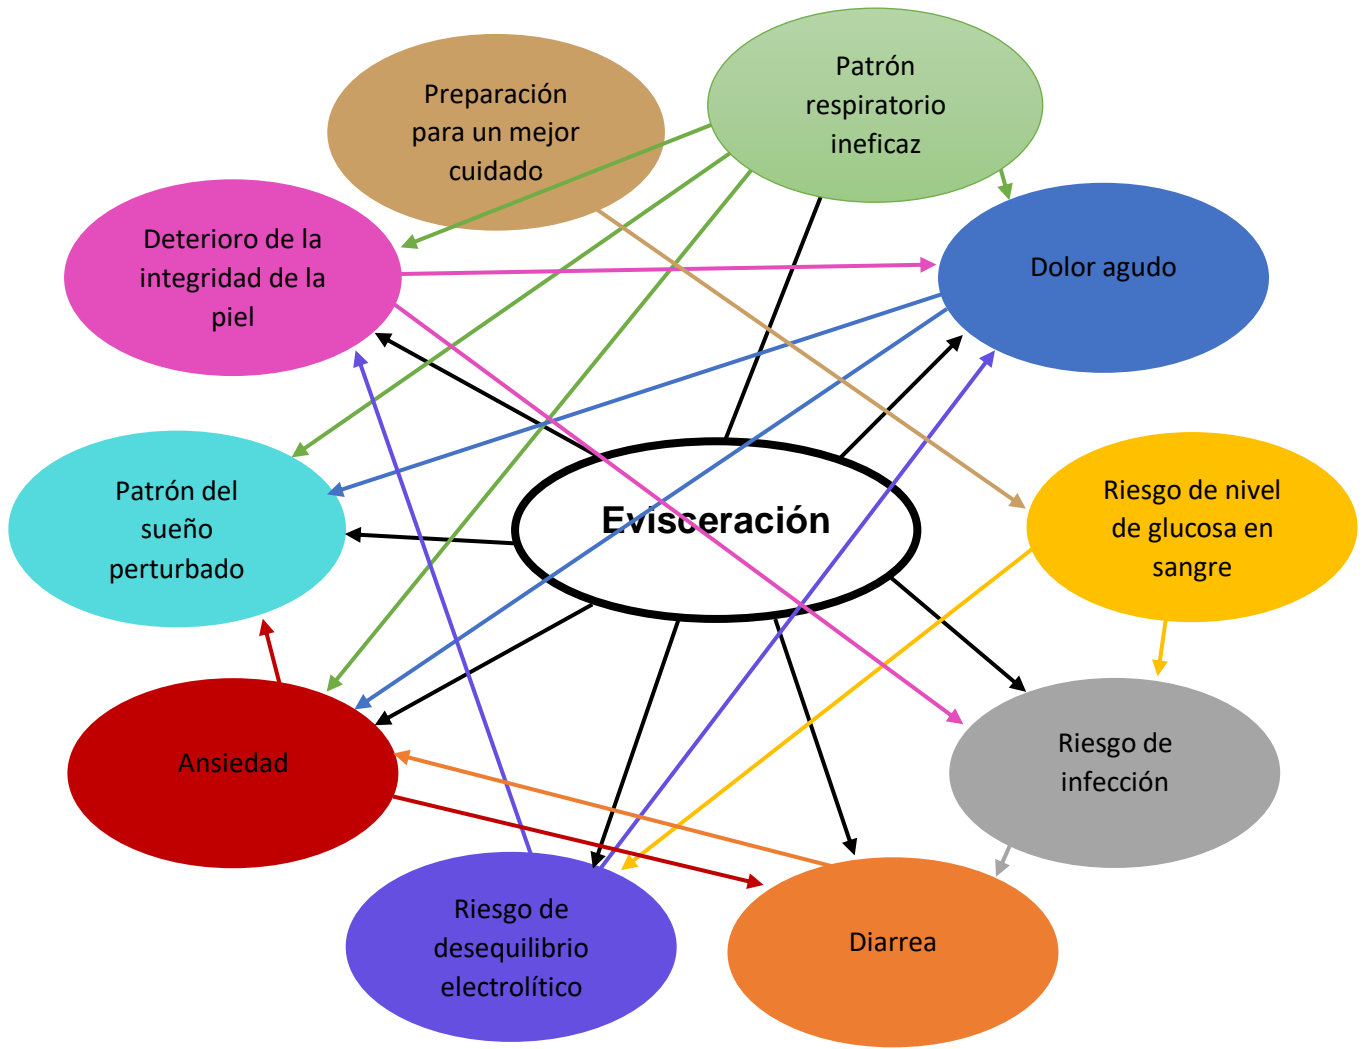 Patrón
respiratorio
ineficaz
Preparación
para un mejor
cuidado
Deterioro de la
integridad de la
piel
Dolor agudo
Patrón del
sueño
perturbado
Evisceración
Riesgo de nivel
de glucosa en
sangre
Ansiedad
Riesgo de
infección
Riesgo de
desequilibrio
electrolítico
Diarrea